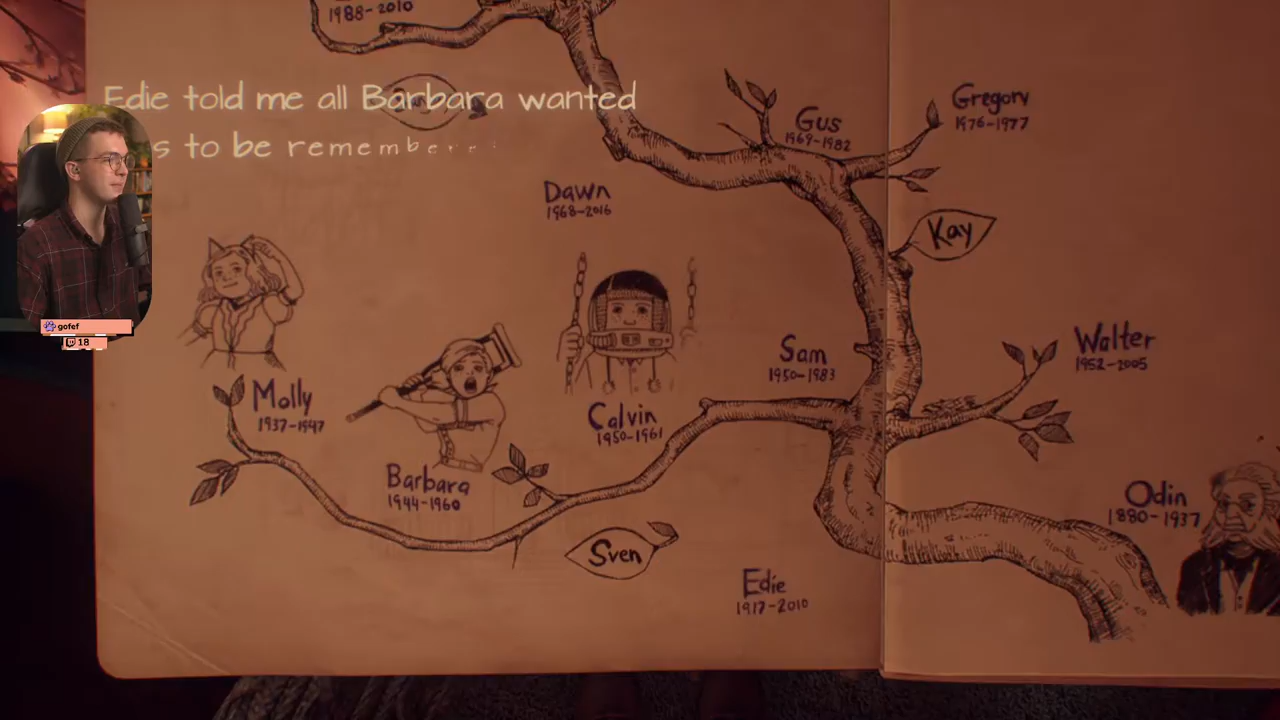 1988-2010
Edie told me all Barbara wanted
s to be remembere
Gus
1969-1982
Gregory
1976-1977
Dawn
1968-2016
Kay
Sam
1950-1983
Walter
1952-2005
Molly
1937-1947
Calvin
1950-1961
Barbara
1944-1960
Odin
1880-1937
Sven
Edie
1917-2010
gofef
18